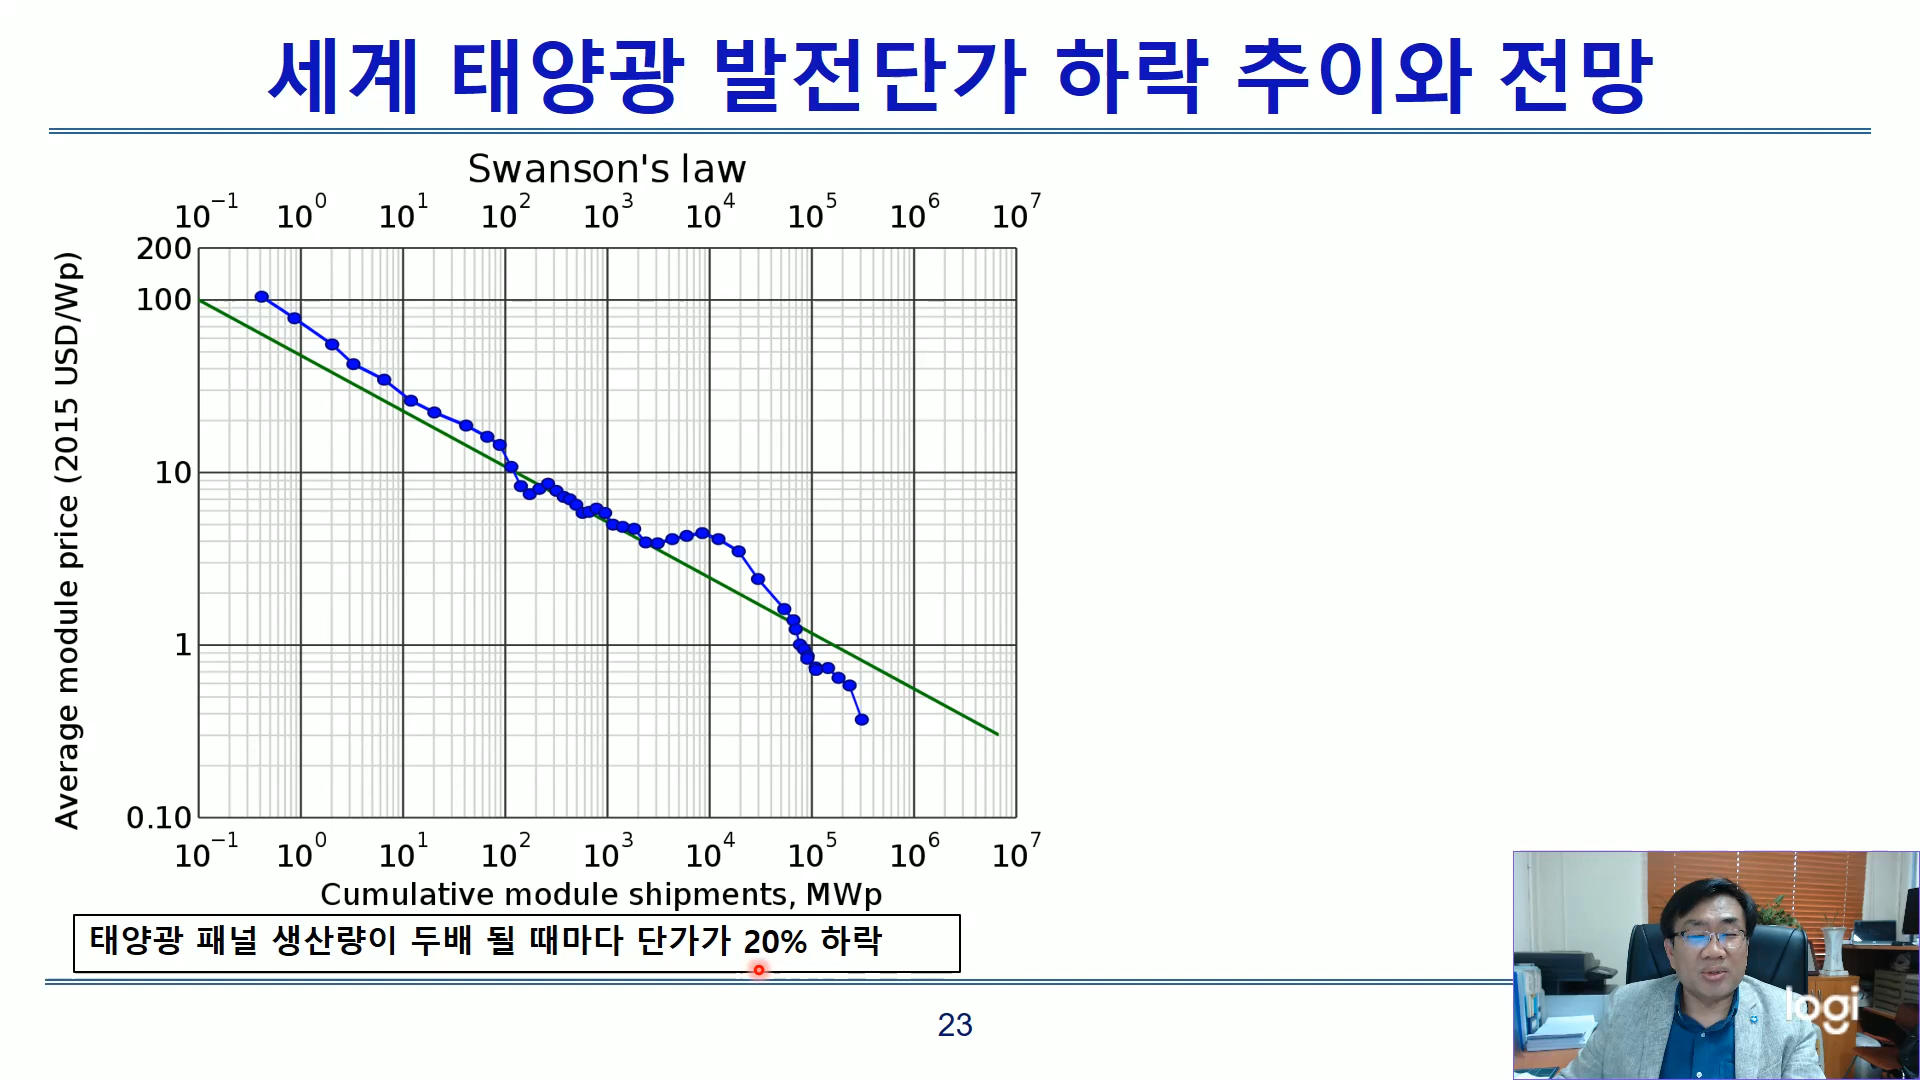 세계 태양광 발전단가 하락 추이와 전망
Swanson's law
10⁻¹ 10⁰ 10¹ 10² 10³ 10⁴ 10⁵ 10⁶ 10⁷
200
100
10
1
0.10
Average module price (2015 USD/Wp)
10⁻¹ 10⁰ 10¹ 10² 10³ 10⁴ 10⁵ 10⁶ 10⁷
Cumulative module shipments, MWp
태양광 패널 생산량이 두배 될 때마다 단가가 20% 하락
23
logi